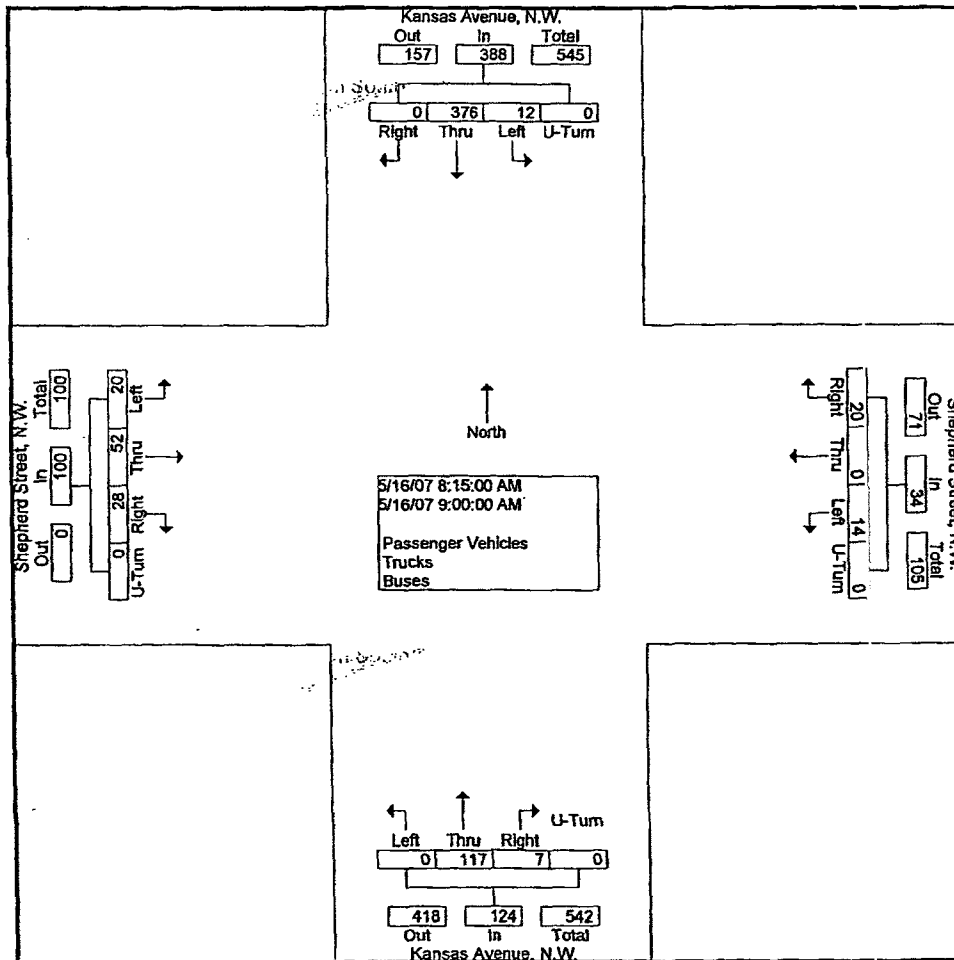 Kansas Avenue, N.W.
Out In Total
157 388 545
0 376 12 0
Right Thru Left U-Turn
Shepherd Street, N.W.
Total In Out
100 100 0
20 52 28 0
Left Thru Right U-Turn
North
5/16/07 8:15:00 AM
5/16/07 9:00:00 AM
Passenger Vehicles
Trucks
Buses
Right Thru Left U-Turn
20 0 14 0
71 34 105
Out In Total
Shepherd Street, N.W.
Left Thru Right U-Turn
0 117 7 0
418 124 542
Out In Total
Kansas Avenue, N.W.